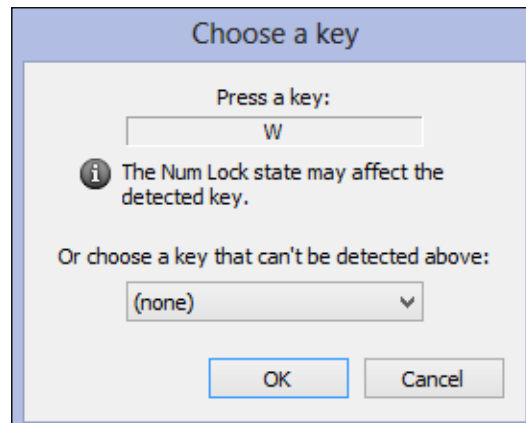 Choose a key
Press a key:
W
The Num Lock state may affect the
detected key.
Or choose a key that can't be detected above:
(none)
OK
Cancel